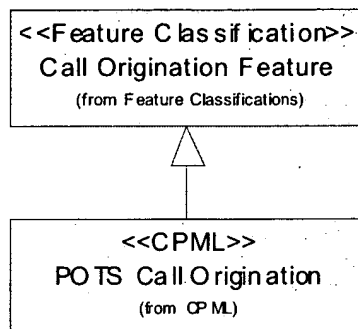 <<Feature Classification>>
Call Origination Feature
(from Feature Classifications)
<<CPML>>
POTS Call Origination
(from CPML)